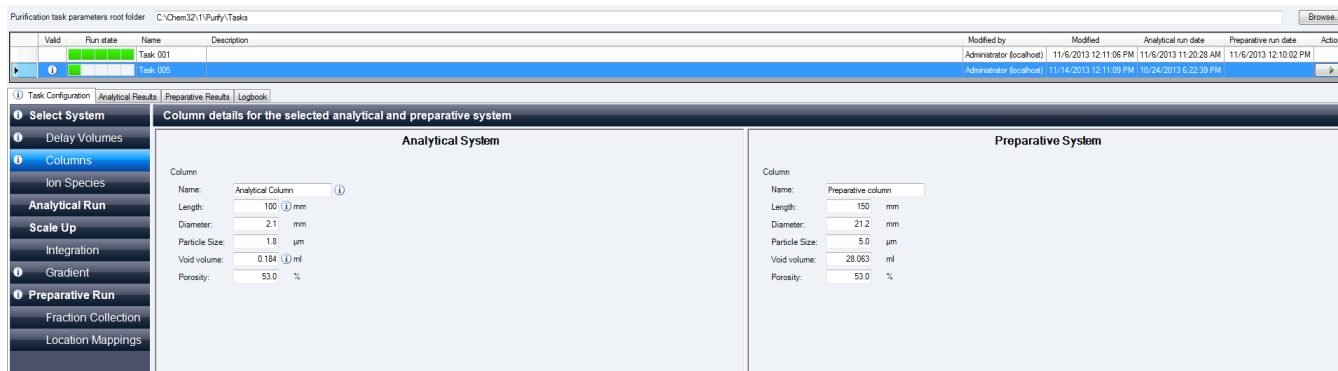 Purification task parameters root folder C:\Chem32\1\Purify\Tasks Browse...
Valid Run state Name Description Modified by Modified Analytical run date Preparative run date Action
Task 001 Administrator (localhost) 11/6/2013 12:11:06 PM 11/6/2013 11:20:28 AM 11/6/2013 12:10:02 PM
Task 005 Administrator (localhost) 11/14/2013 12:11:09 PM 10/24/2013 6:22:39 PM
Task Configuration Analytical Results Preparative Results Logbook
Select System
Delay Volumes
Columns
Ion Species
Analytical Run
Scale Up
Integration
Gradient
Preparative Run
Fraction Collection
Location Mappings
Column details for the selected analytical and preparative system
Analytical System
Column
Name: Analytical Column
Length: 100 mm
Diameter: 2.1 mm
Particle Size: 1.8 µm
Void volume: 0.184 ml
Porosity: 53.0 %
Preparative System
Column
Name: Preparative column
Length: 150 mm
Diameter: 21.2 mm
Particle Size: 5.0 µm
Void volume: 28.063 ml
Porosity: 53.0 %